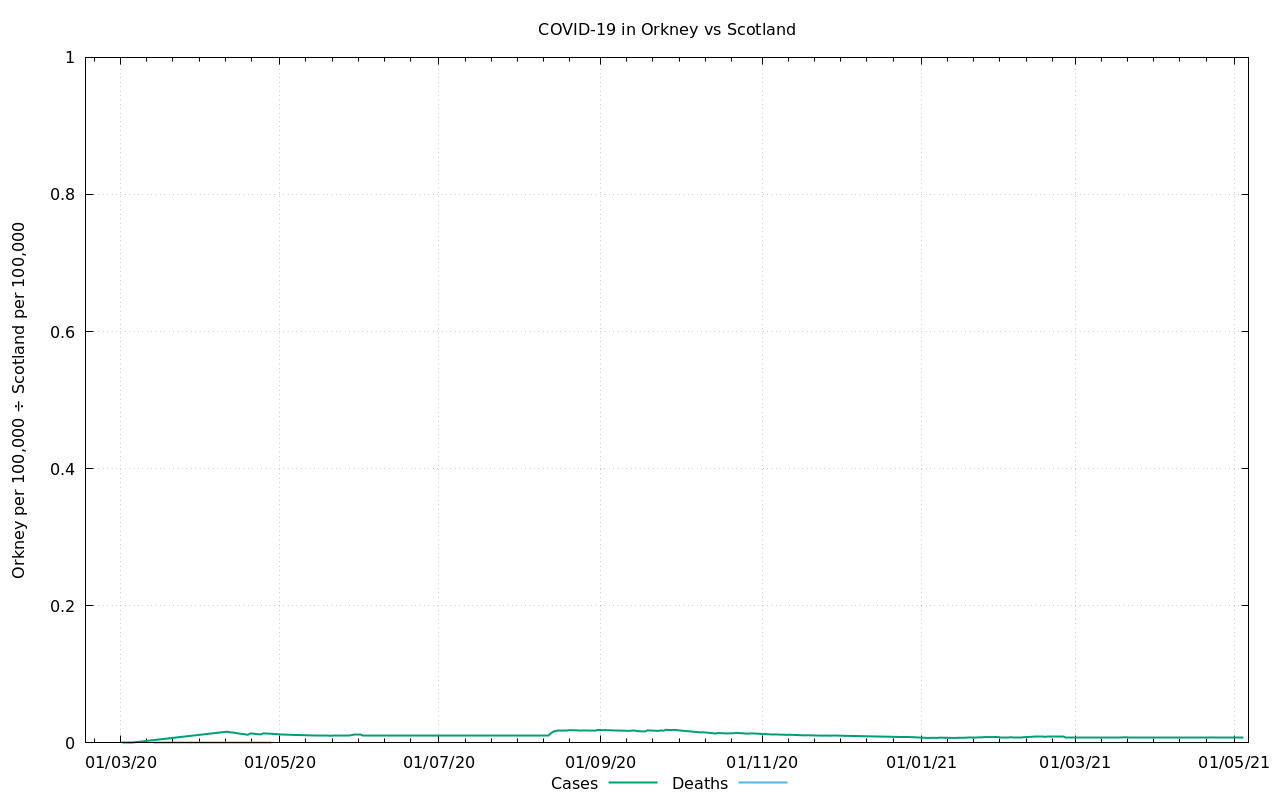 COVID-19 in Orkney vs Scotland
Orkney per 100,000 ÷ Scotland per 100,000
1
0.8
0.6
0.4
0.2
0
01/03/20 01/05/20 01/07/20 01/09/20 01/11/20 01/01/21 01/03/21 01/05/21
Cases Deaths